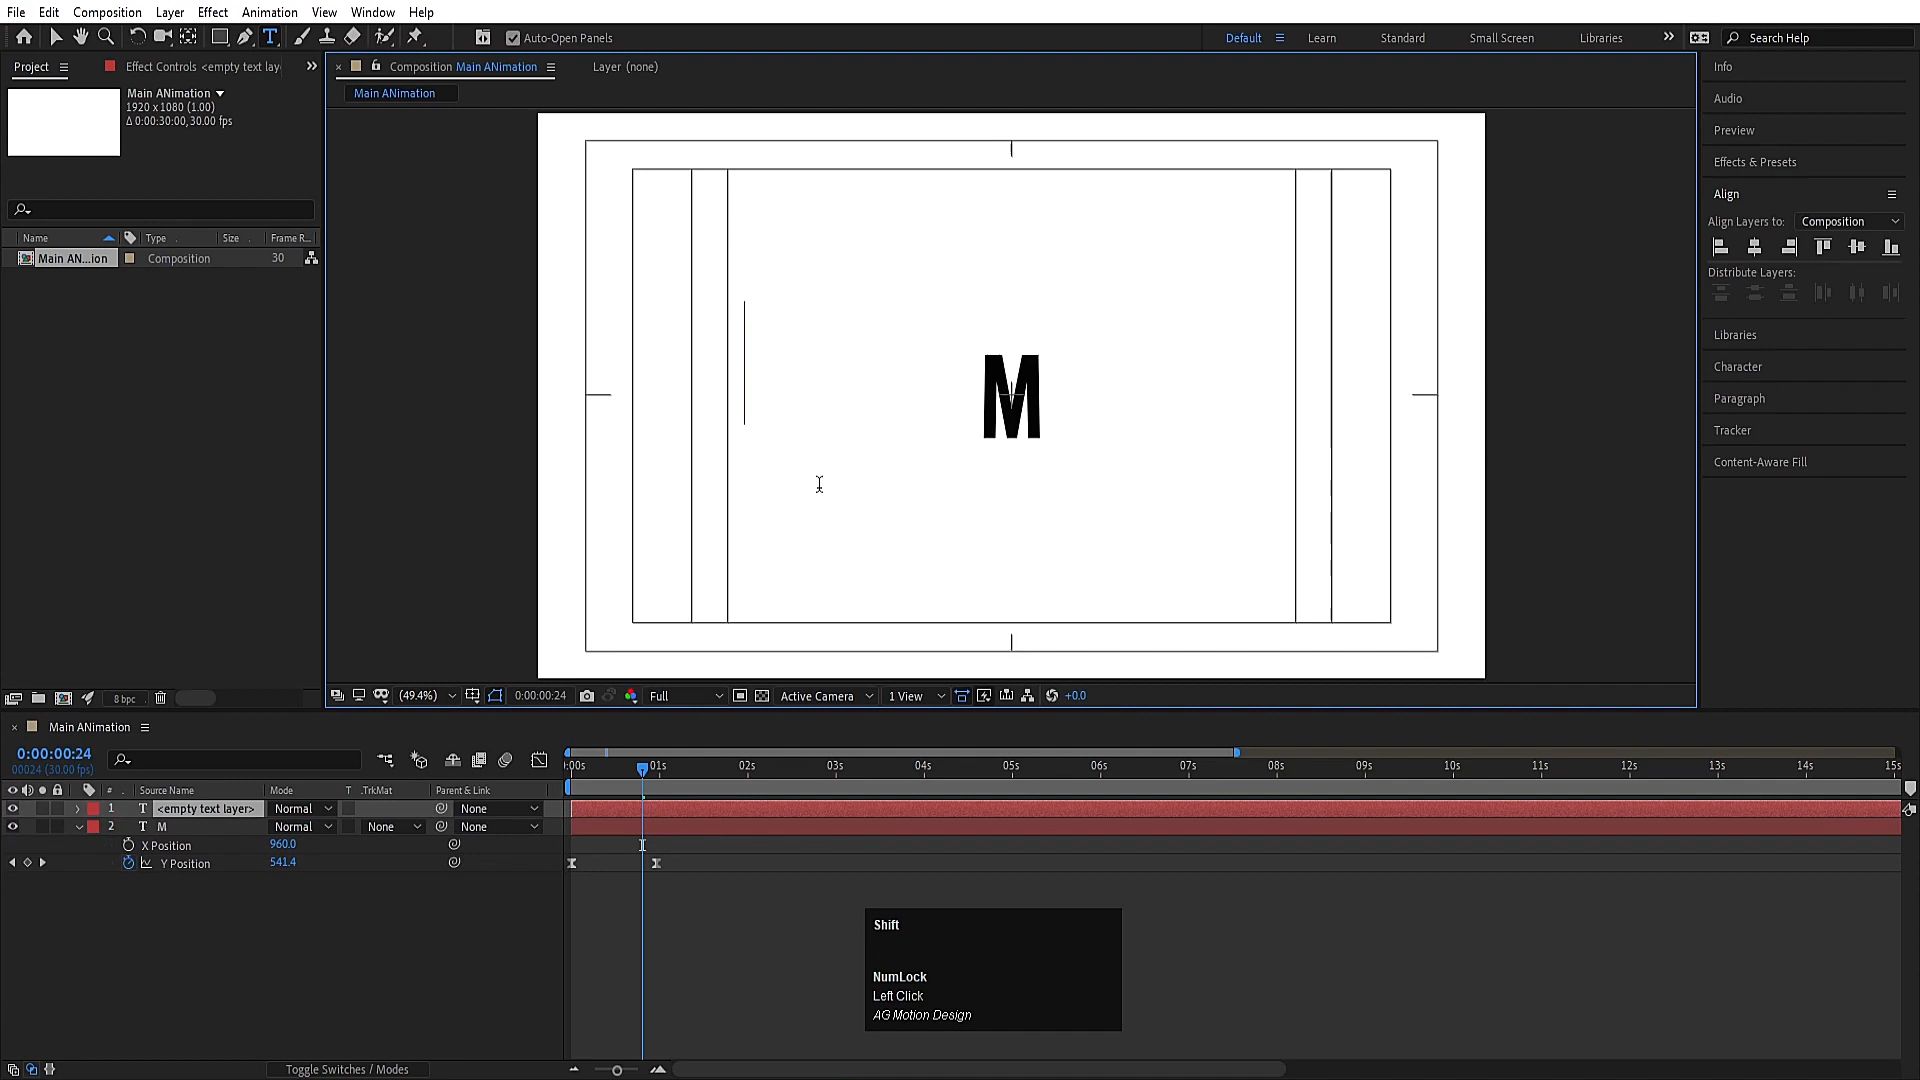 File Edit Composition Layer Effect Animation View Window Help
Auto-Open Panels
Default Learn Standard Small Screen Libraries Search Help
Project Effect Controls <empty text lay
Composition Main ANimation Layer (none)
Main ANimation
Main ANimation
1920 x 1080 (1.00)
Δ 0:00:30:00, 30.00 fps
Name Type Size Frame R...
Main AN...ion Composition 30
8 bpc
M
(49.4%) 0:00:00:24 Full Active Camera 1 View +0.0
Info
Audio
Preview
Effects & Presets
Align
Align Layers to: Composition
Distribute Layers:
Libraries
Character
Paragraph
Tracker
Content-Aware Fill
Main ANimation
0:00:00:24
00024 (30.00 fps)
:00s 01s 02s 03s 04s 05s 06s 07s 08s 09s 10s 11s 12s 13s 14s 15s
# Source Name Mode T .TrkMat Parent & Link
1 T <empty text layer> Normal None
2 T M Normal None None
X Position 960.0
Y Position 541.4
Shift
NumLock
Left Click
AG Motion Design
Toggle Switches / Modes